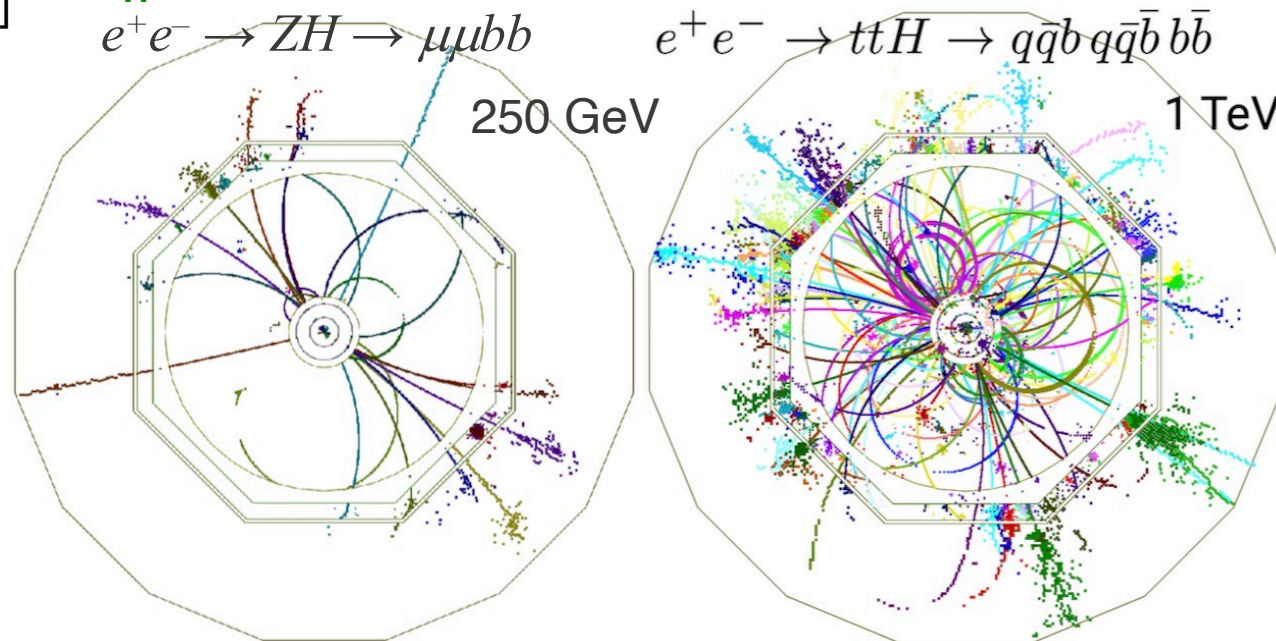 ]
e⁺e⁻ → ZH → μμbb
250 GeV
e⁺e⁻ → ttH → qq̄b qq̄b̄ bb̄
1 TeV